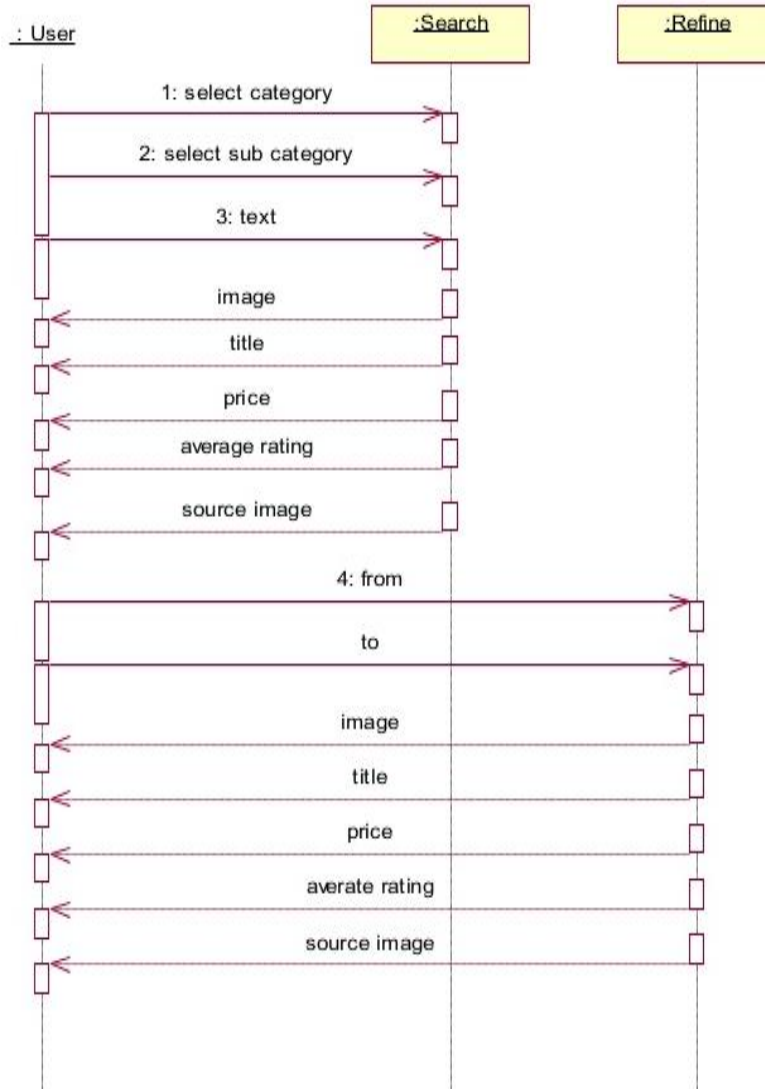 : User
:Search
:Refine
1: select category
2: select sub category
3: text
image
title
price
average rating
source image
4: from
to
image
title
price
averate rating
source image